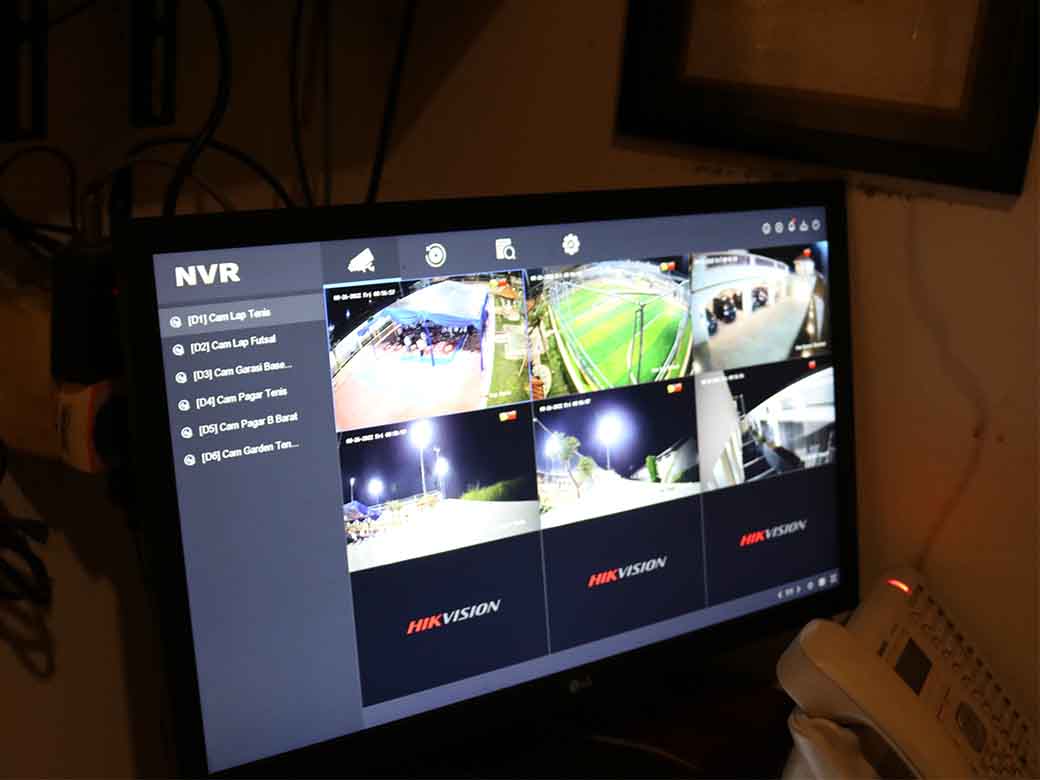 NVR
[D1] Cam Lap Tenis
[D2] Cam Lap Futsal
[D3] Cam Garasi Base...
[D4] Cam Pagar Tenis
[D5] Cam Pagar B Barat
[D6] Cam Garden Ten...
HIKVISION
HIKVISION
HIKVISION
LG